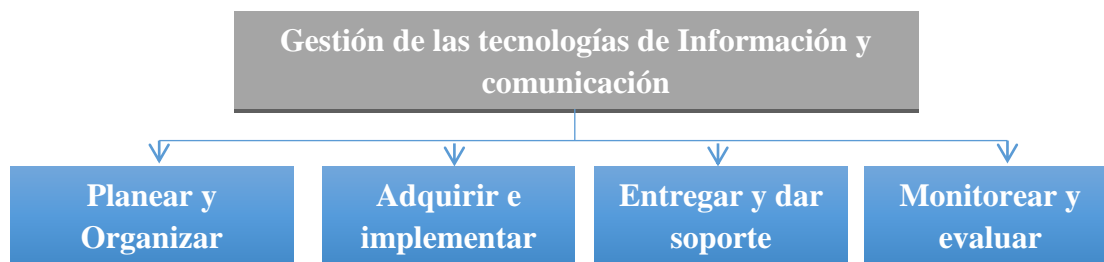 Gestión de las tecnologías de Información y
comunicación
Planear y
Organizar
Adquirir e
implementar
Entregar y dar
soporte
Monitorear y
evaluar